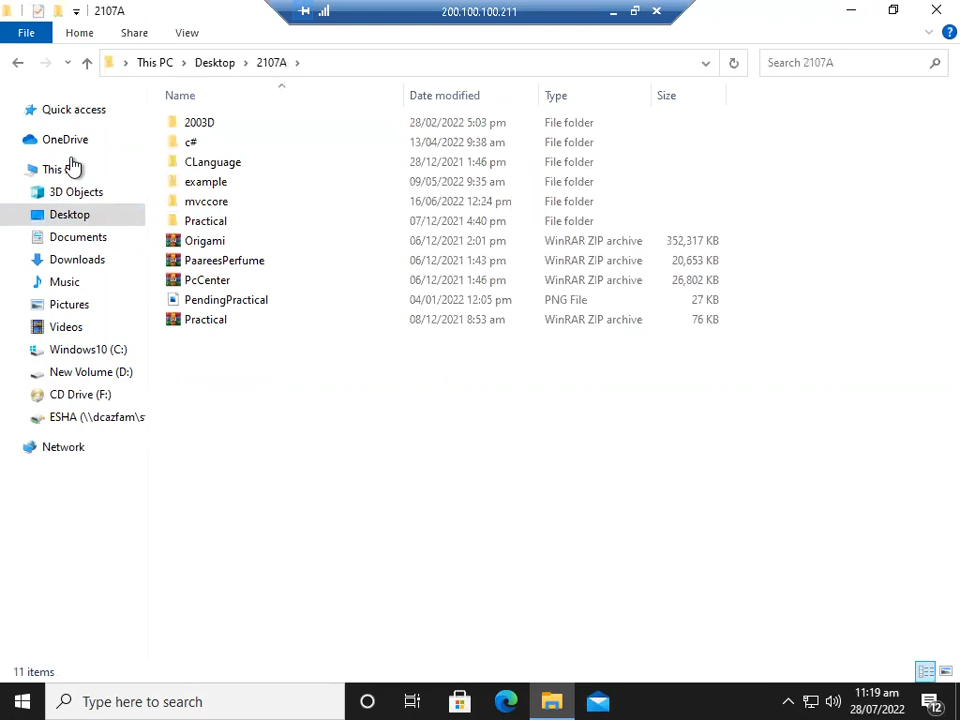 2107A
200.100.100.211
File Home Share View
This PC Desktop 2107A
Search 2107A
Name Date modified Type Size
Quick access
OneDrive
This
3D Objects
Desktop
Documents
Downloads
Music
Pictures
Videos
Windows10 (C:)
New Volume (D:)
CD Drive (F:)
ESHA (\\dcazfam\st
Network
2003D 28/02/2022 5:03 pm File folder
c# 13/04/2022 9:38 am File folder
CLanguage 28/12/2021 1:46 pm File folder
example 09/05/2022 9:35 am File folder
mvccore 16/06/2022 12:24 pm File folder
Practical 07/12/2021 4:40 pm File folder
Origami 06/12/2021 2:01 pm WinRAR ZIP archive 352,317 KB
PaareesPerfume 06/12/2021 1:43 pm WinRAR ZIP archive 20,653 KB
PcCenter 06/12/2021 1:46 pm WinRAR ZIP archive 26,802 KB
PendingPractical 04/01/2022 12:05 pm PNG File 27 KB
Practical 08/12/2021 8:53 am WinRAR ZIP archive 76 KB
11 items
Type here to search
11:19 am
28/07/2022
12